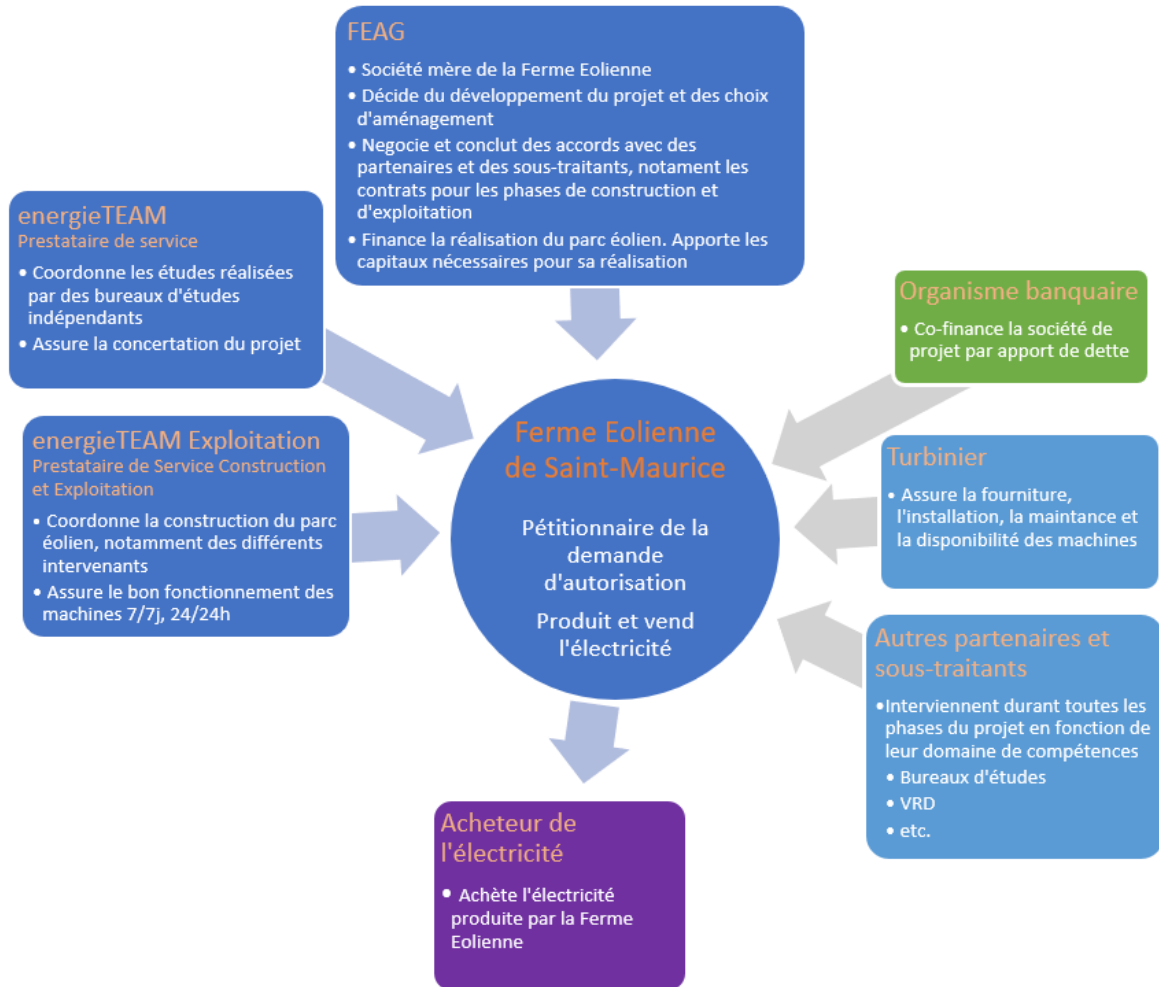 FEAG
• Société mère de la Ferme Eolienne
• Décide du développement du projet et des choix
d'aménagement
• Negocie et conclut des accords avec des
partenaires et des sous-traitants, notament les
contrats pour les phases de construction et
d'exploitation
• Finance la réalisation du parc éolien. Apporte les
capitaux nécessaires pour sa réalisation
energieTEAM
Prestataire de service
• Coordonne les études réalisées
par des bureaux d'études
indépendants
• Assure la concertation du projet
Organisme banquaire
• Co-finance la société de
projet par apport de dette
energieTEAM Exploitation
Prestataire de Service Construction
et Exploitation
• Coordonne la construction du parc
éolien, notamment des différents
intervenants
• Assure le bon fonctionnement des
machines 7/7j, 24/24h
Ferme Eolienne
de Saint-Maurice
Pétitionnaire de la
demande
d'autorisation
Produit et vend
l'électricité
Turbinier
• Assure la fourniture,
l'installation, la maintance et
la disponibilité des machines
Autres partenaires et
sous-traitants
•Interviennent durant toutes les
phases du projet en fonction de
leur domaine de compétences
• Bureaux d'études
• VRD
• etc.
Acheteur de
l'électricité
• Achète l'électricité
produite par la Ferme
Eolienne